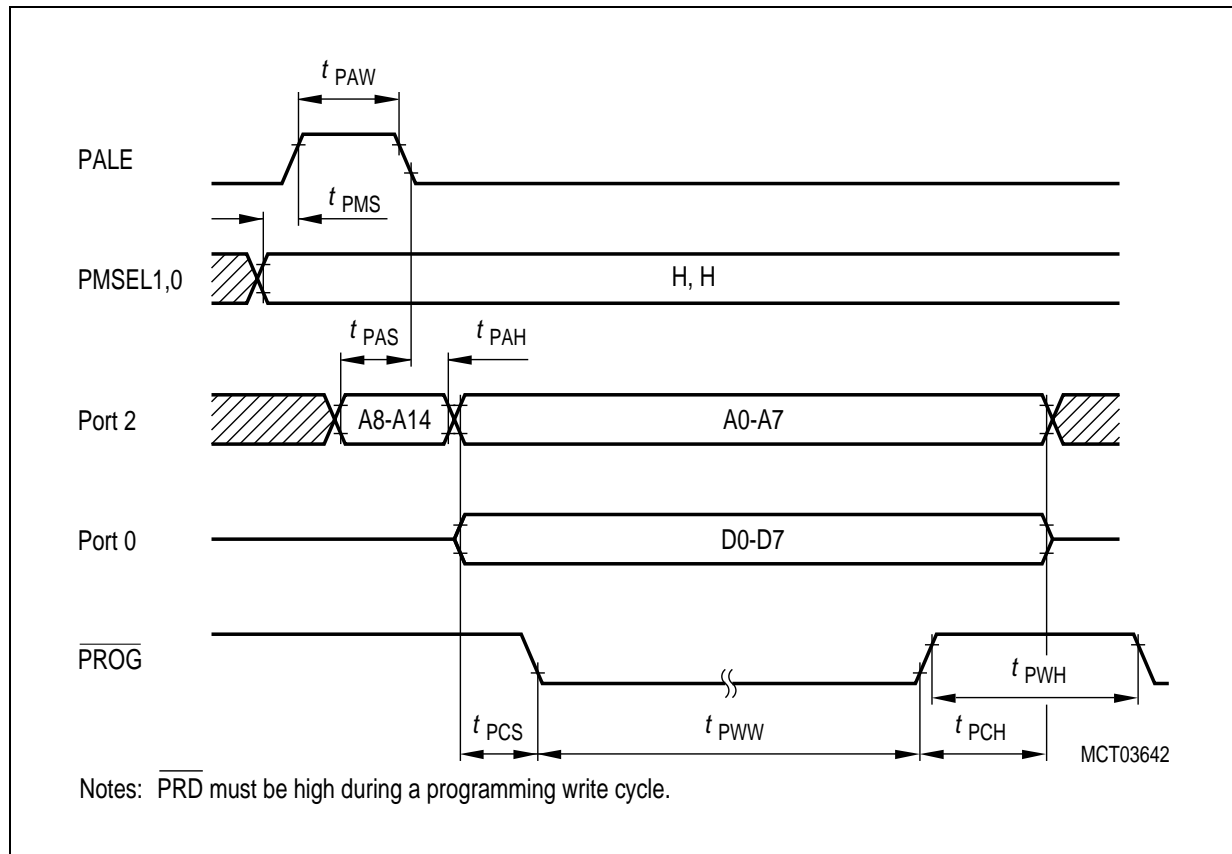 t PAW
PALE
t PMS
PMSEL1,0
H, H
t PAS
t PAH
Port 2
A8-A14
A0-A7
Port 0
D0-D7
PROG
t PWH
t PCS
t PWW
t PCH
MCT03642
Notes: PRD must be high during a programming write cycle.